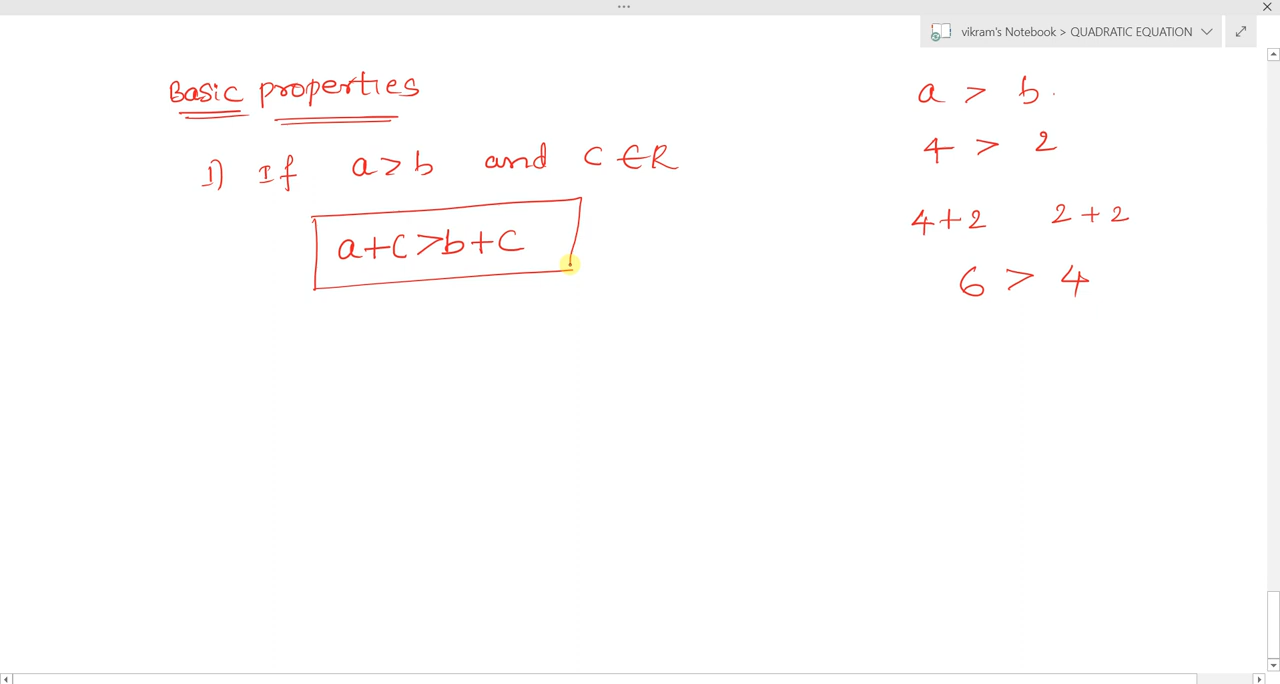 vikram's Notebook > QUADRATIC EQUATION
Basic properties
1) If a>b and C ∈ R
a+C>b+C
a > b.
4 > 2
4+2 2+2
6 > 4